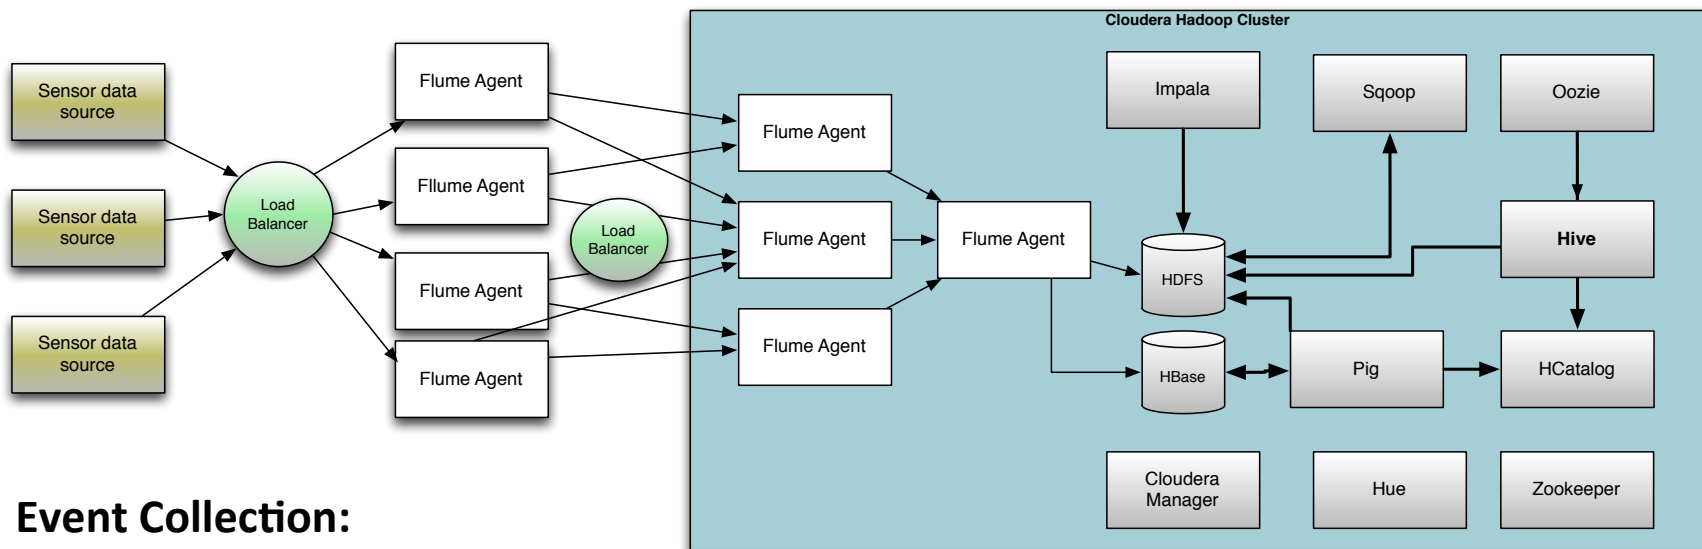 Cloudera Hadoop Cluster
Sensor data
source
Sensor data
source
Sensor data
source
Load
Balancer
Flume Agent
Fllume Agent
Flume Agent
Flume Agent
Load
Balancer
Flume Agent
Flume Agent
Flume Agent
Flume Agent
Impala
Sqoop
Oozie
HDFS
Hive
HBase
Pig
HCatalog
Cloudera
Manager
Hue
Zookeeper
Event Collection: